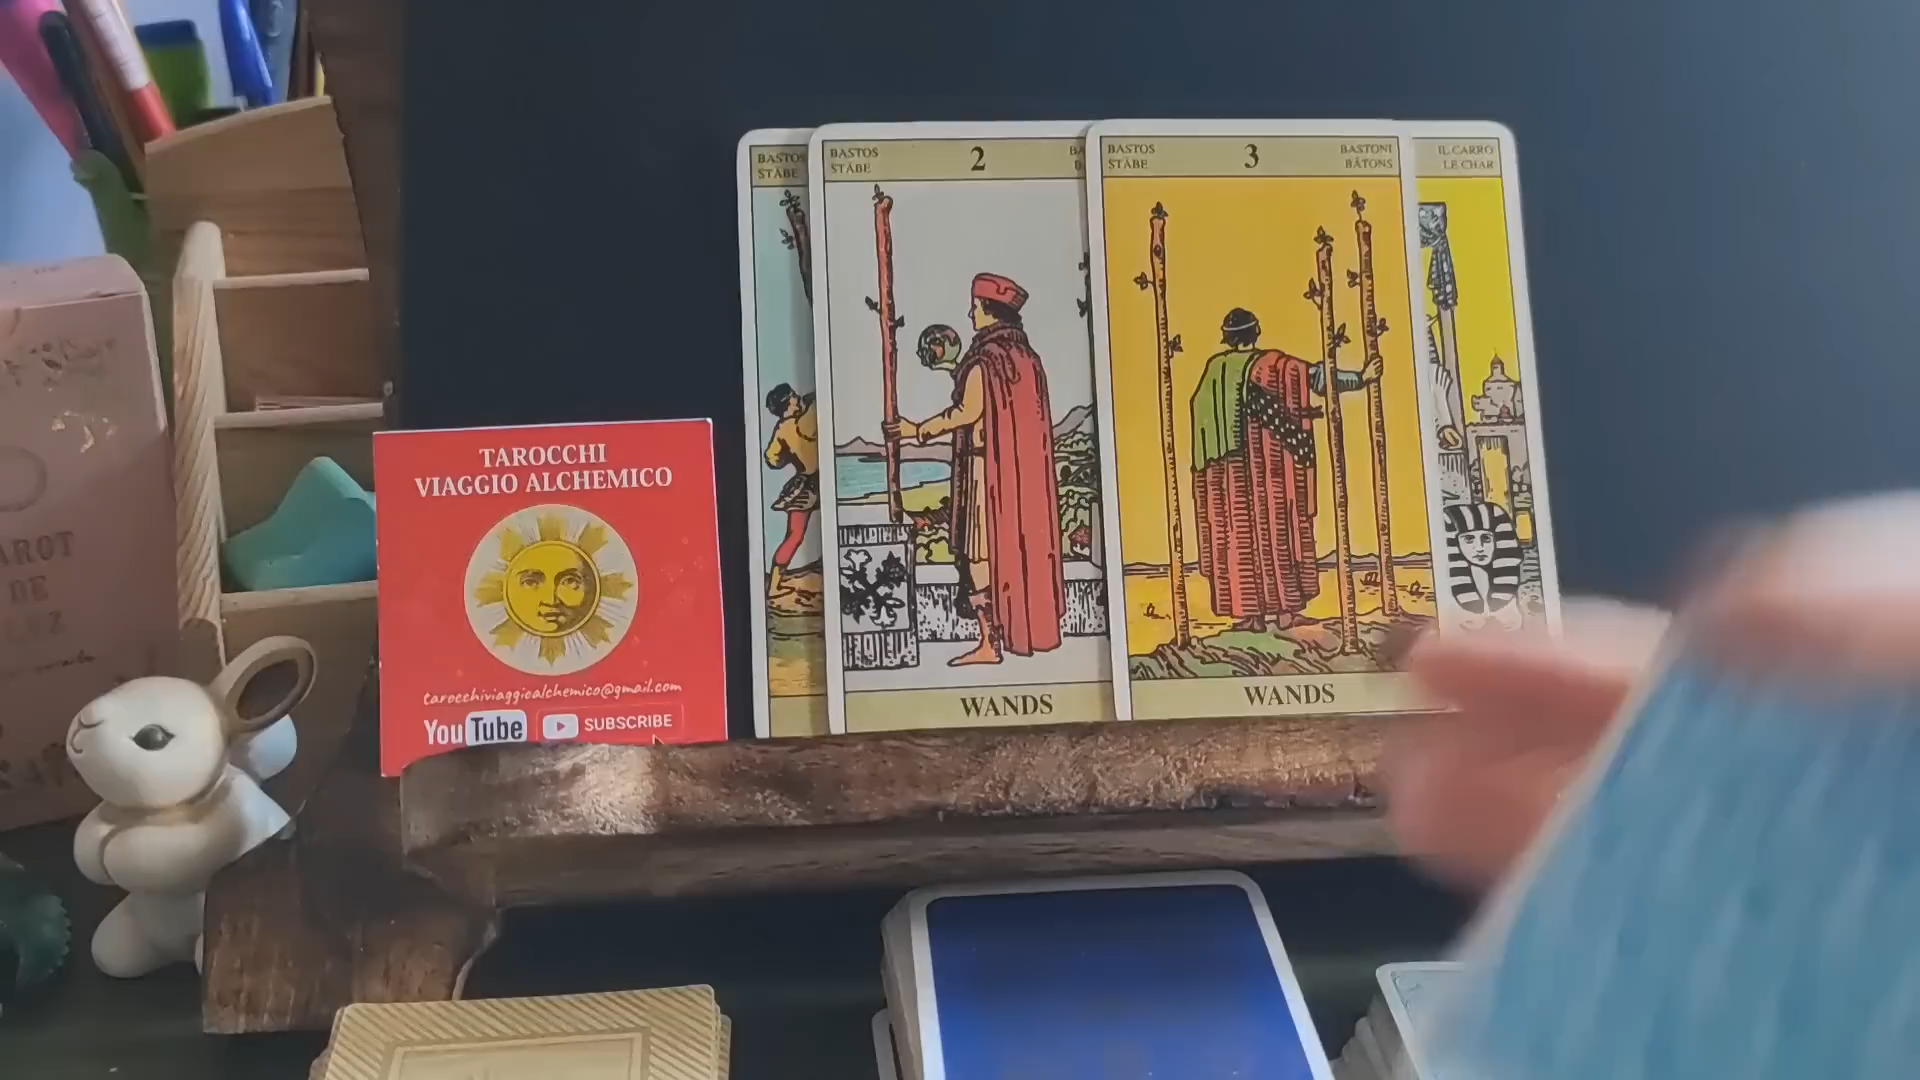 BASTOS
STÄBE
BASTOS
STÄBE
2
BASTOS
STÄBE
3
BASTONI
BÂTONS
IL CARRO
LE CHAR
WANDS
WANDS
TAROCCHI
VIAGGIO ALCHEMICO
tarocchiviaggioalchemico@gmail.com
YouTube
SUBSCRIBE
AROT
DE